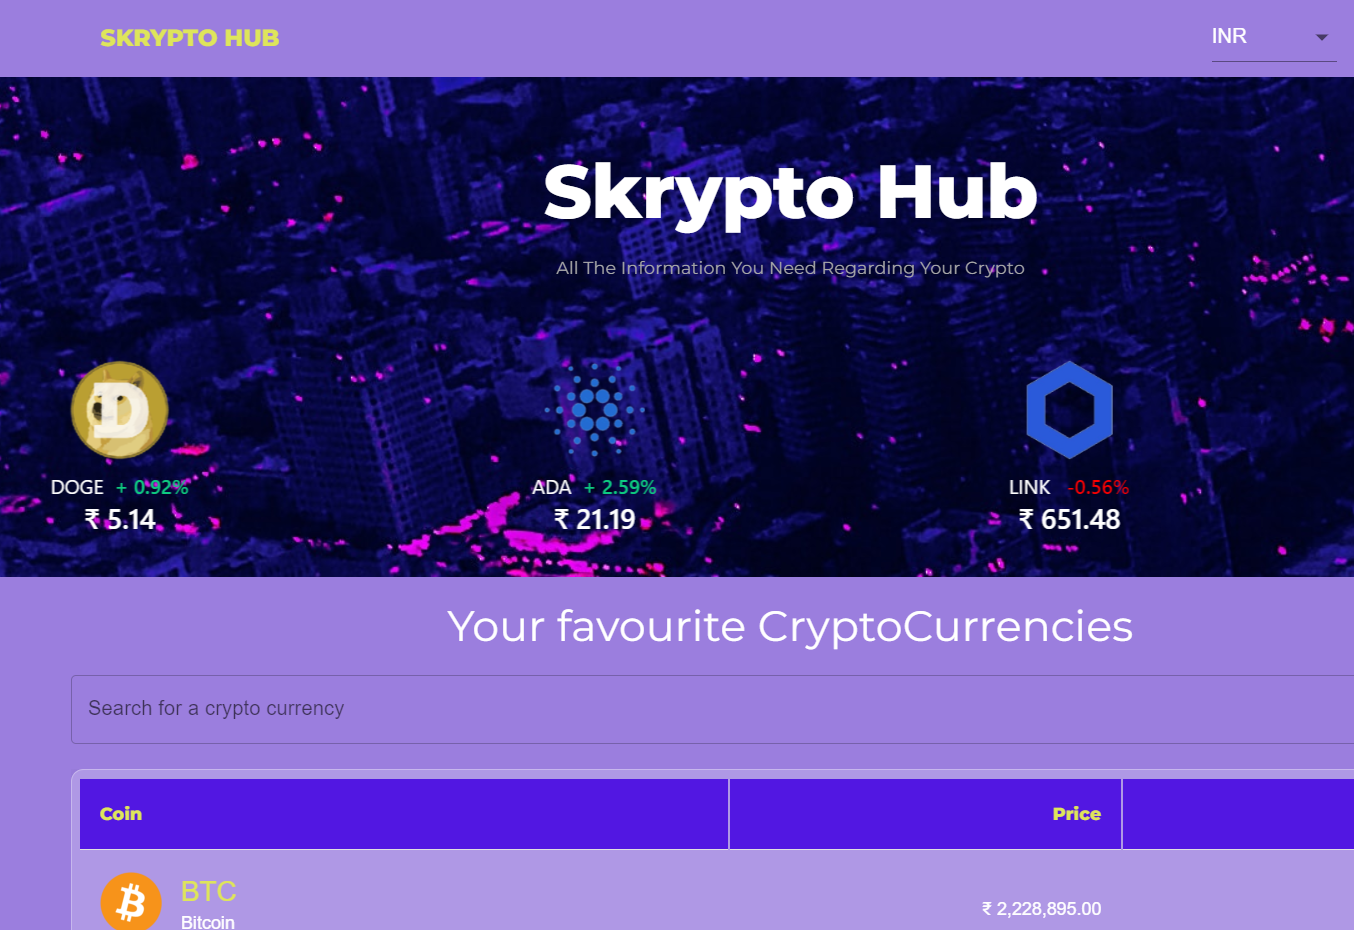 SKRYPTO HUB
INR
Skrypto Hub
All The Information You Need Regarding Your Crypto
DOGE + 0.92%
₹ 5.14
ADA + 2.59%
₹ 21.19
LINK -0.56%
₹ 651.48
Your favourite CryptoCurrencies
Search for a crypto currency
Coin Price
BTC
Bitcoin
₹ 2,228,895.00